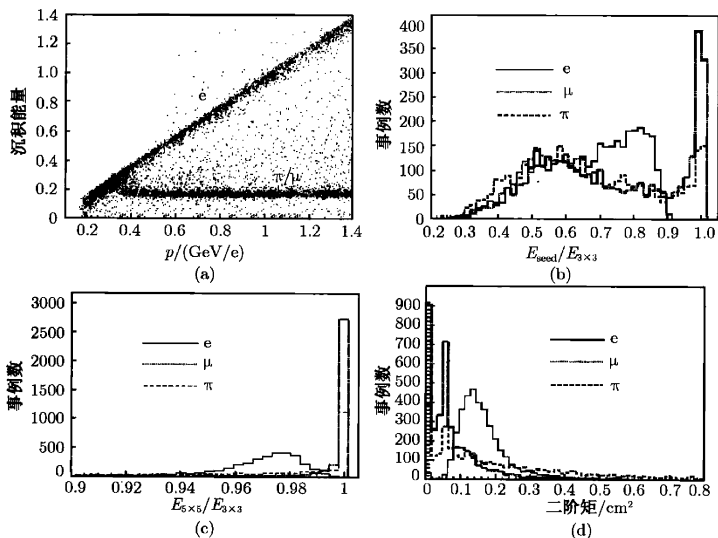 1.4
1.2
1.0
0.8
0.6
0.4
0.2
0
沉积能量
e
π/μ
0.2 0.4 0.6 0.8 1 1.2 1.4
p/(GeV/e)
(a)
400
350
300
250
200
150
100
50
0
事例数
e
μ
π
0.2 0.3 0.4 0.5 0.6 0.7 0.8 0.9 1.0
E_seed/E_3×3
(b)
3000
2500
2000
1500
1000
500
0
事例数
e
μ
π
0.9 0.92 0.94 0.96 0.98 1
E_5×5/E_3×3
(c)
900
800
700
600
500
400
300
200
100
0
事例数
e
μ
π
0 0.1 0.2 0.3 0.4 0.5 0.6 0.7 0.8
二阶矩/cm²
(d)